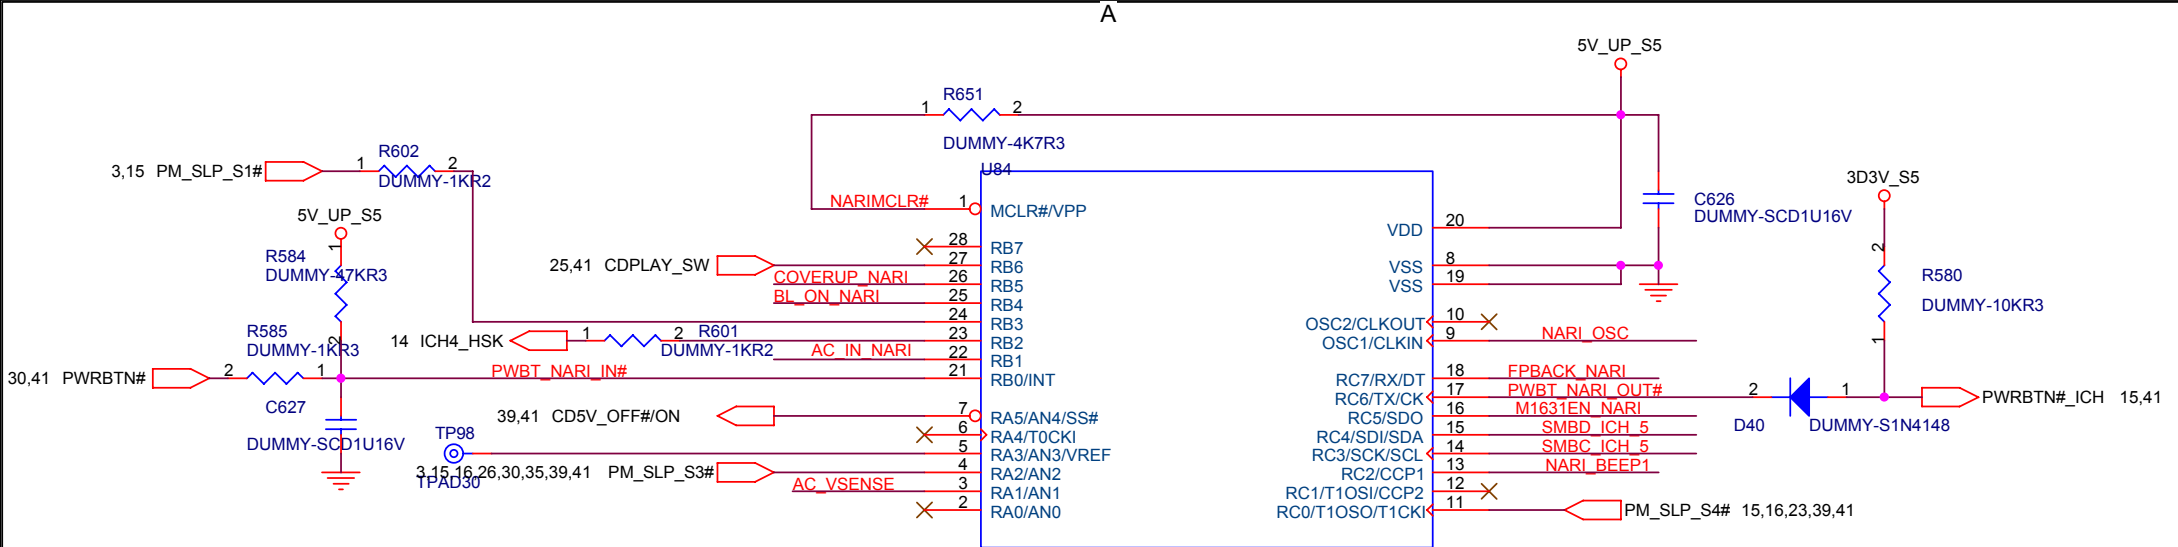 A
5V_UP_S5
R651
1 2
DUMMY-4K7R3
R602
3,15 PM_SLP_S1# 1 2
DUMMY-1KR2
U84
3D3V_S5
NARIMCLR# 1 MCLR#/VPP
C626
DUMMY-SCD1U16V
5V_UP_S5
1
R584
DUMMY-47KR3
2
VDD 20
28 RB7
25,41 CDPLAY_SW 27 RB6
VSS 8
COVERUP_NARI 26 RB5
VSS 19
BL_ON_NARI 25 RB4
2
R580
DUMMY-10KR3
1
24 RB3
OSC2/CLKOUT 10
14 ICH4_HSK 1 2 R601 23 RB2
DUMMY-1KR2
OSC1/CLKIN 9 NARI_OSC
AC_IN_NARI 22 RB1
R585
DUMMY-1KR3
30,41 PWRBTN# 2 1 PWBT_NARI_IN# 21 RB0/INT
RC7/RX/DT 18 FPBACK_NARI
RC6/TX/CK 17 PWBT_NARI_OUT# 2 1 PWRBTN#_ICH 15,41
D40 DUMMY-S1N4148
C627
DUMMY-SCD1U16V
39,41 CD5V_OFF#/ON 7 RA5/AN4/SS#
RC5/SDO 16 M1631EN_NARI
6 RA4/T0CKI
RC4/SDI/SDA 15 SMBD_ICH_5
TP98
TPAD30
5 RA3/AN3/VREF
RC3/SCK/SCL 14 SMBC_ICH_5
3,15,16,26,30,35,39,41 PM_SLP_S3# 4 RA2/AN2
RC2/CCP1 13 NARI_BEEP1
AC_VSENSE 3 RA1/AN1
RC1/T1OSI/CCP2 12
2 RA0/AN0
RC0/T1OSO/T1CKI 11 PM_SLP_S4# 15,16,23,39,41